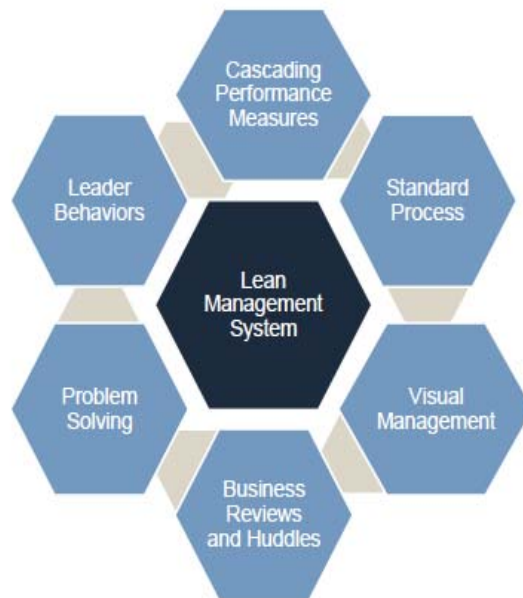 Cascading
Performance
Measures
Leader
Behaviors
Standard
Process
Lean
Management
System
Problem
Solving
Visual
Management
Business
Reviews
and Huddles